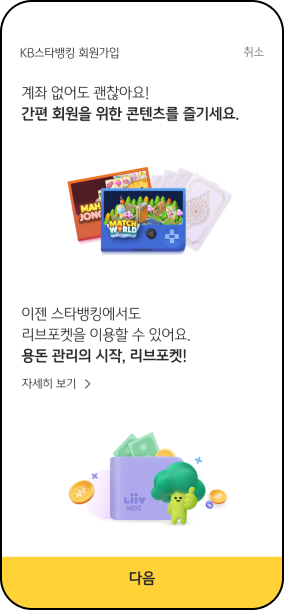 KB스타뱅킹 회원가입
취소
계좌 없어도 괜찮아요!
간편 회원을 위한 콘텐츠를 즐기세요.
MATCH
WORLD
이젠 스타뱅킹에서도
리브포켓을 이용할 수 있어요.
용돈 관리의 시작, 리브포켓!
자세히 보기
Liiv
NEXT
다음